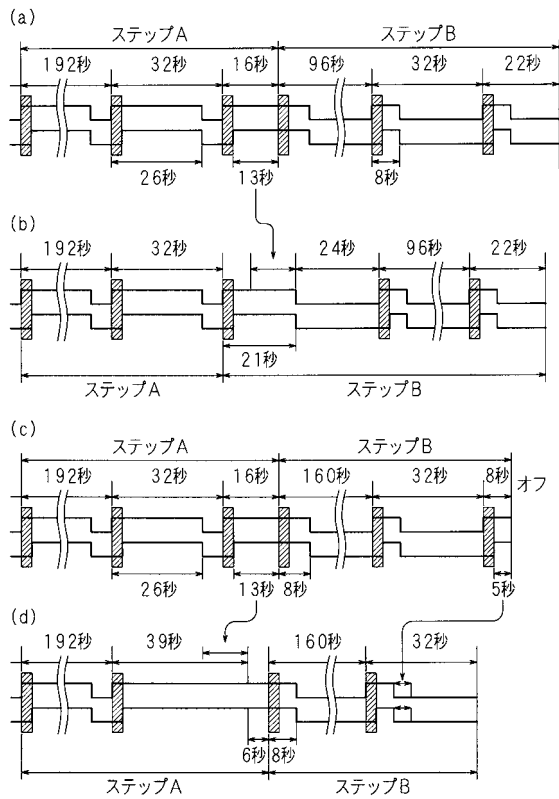 (a)
ステップA ステップB
192秒 32秒 16秒 96秒 32秒 22秒
26秒 13秒 8秒
(b)
192秒 32秒 24秒 96秒 22秒
21秒
ステップA ステップB
(c)
ステップA ステップB
192秒 32秒 16秒 160秒 32秒 8秒 オフ
26秒 13秒 8秒 5秒
(d)
192秒 39秒 160秒 32秒
6秒 8秒
ステップA ステップB